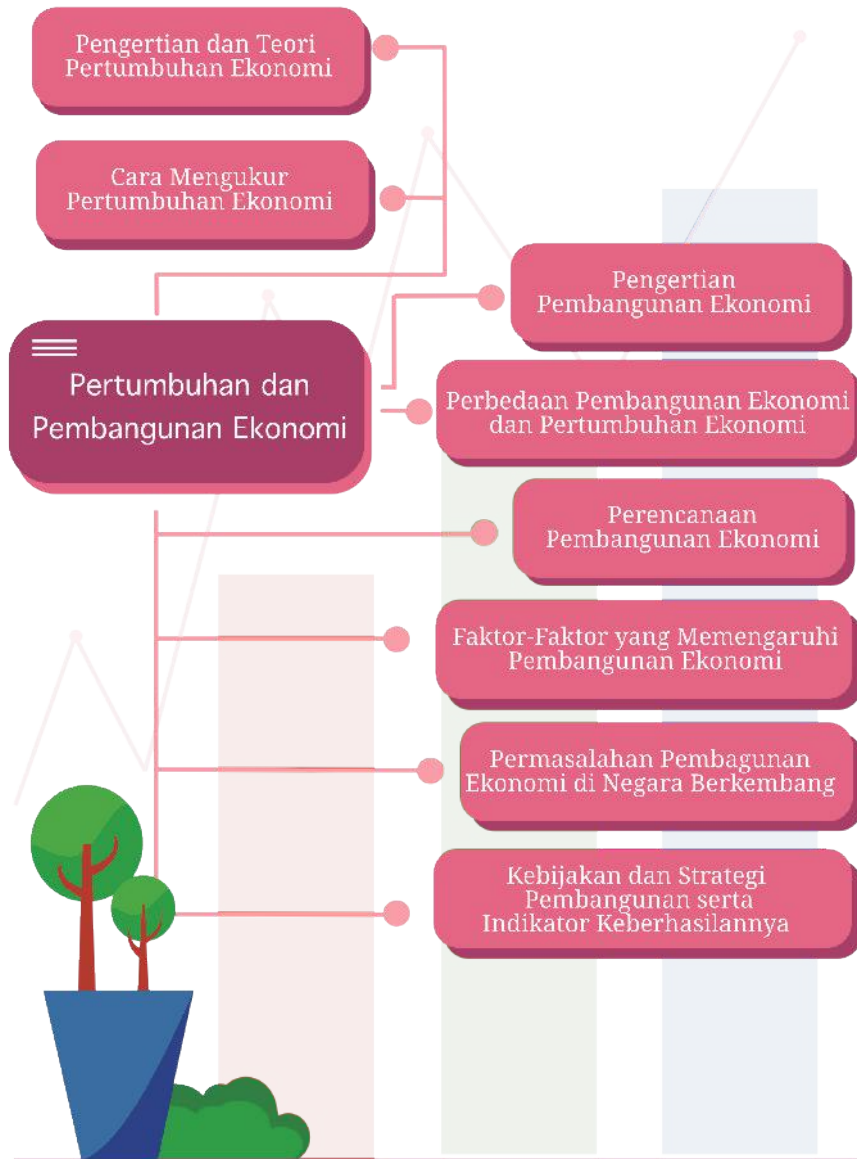 Pengertian dan Teori
Pertumbuhan Ekonomi
Cara Mengukur
Pertumbuhan Ekonomi
Pertumbuhan dan
Pembangunan Ekonomi
Pengertian
Pembangunan Ekonomi
Perbedaan Pembangunan Ekonomi
dan Pertumbuhan Ekonomi
Perencanaan
Pembangunan Ekonomi
Faktor-Faktor yang Memengaruhi
Pembangunan Ekonomi
Permasalahan Pembagunan
Ekonomi di Negara Berkembang
Kebijakan dan Strategi
Pembangunan serta
Indikator Keberhasilannya